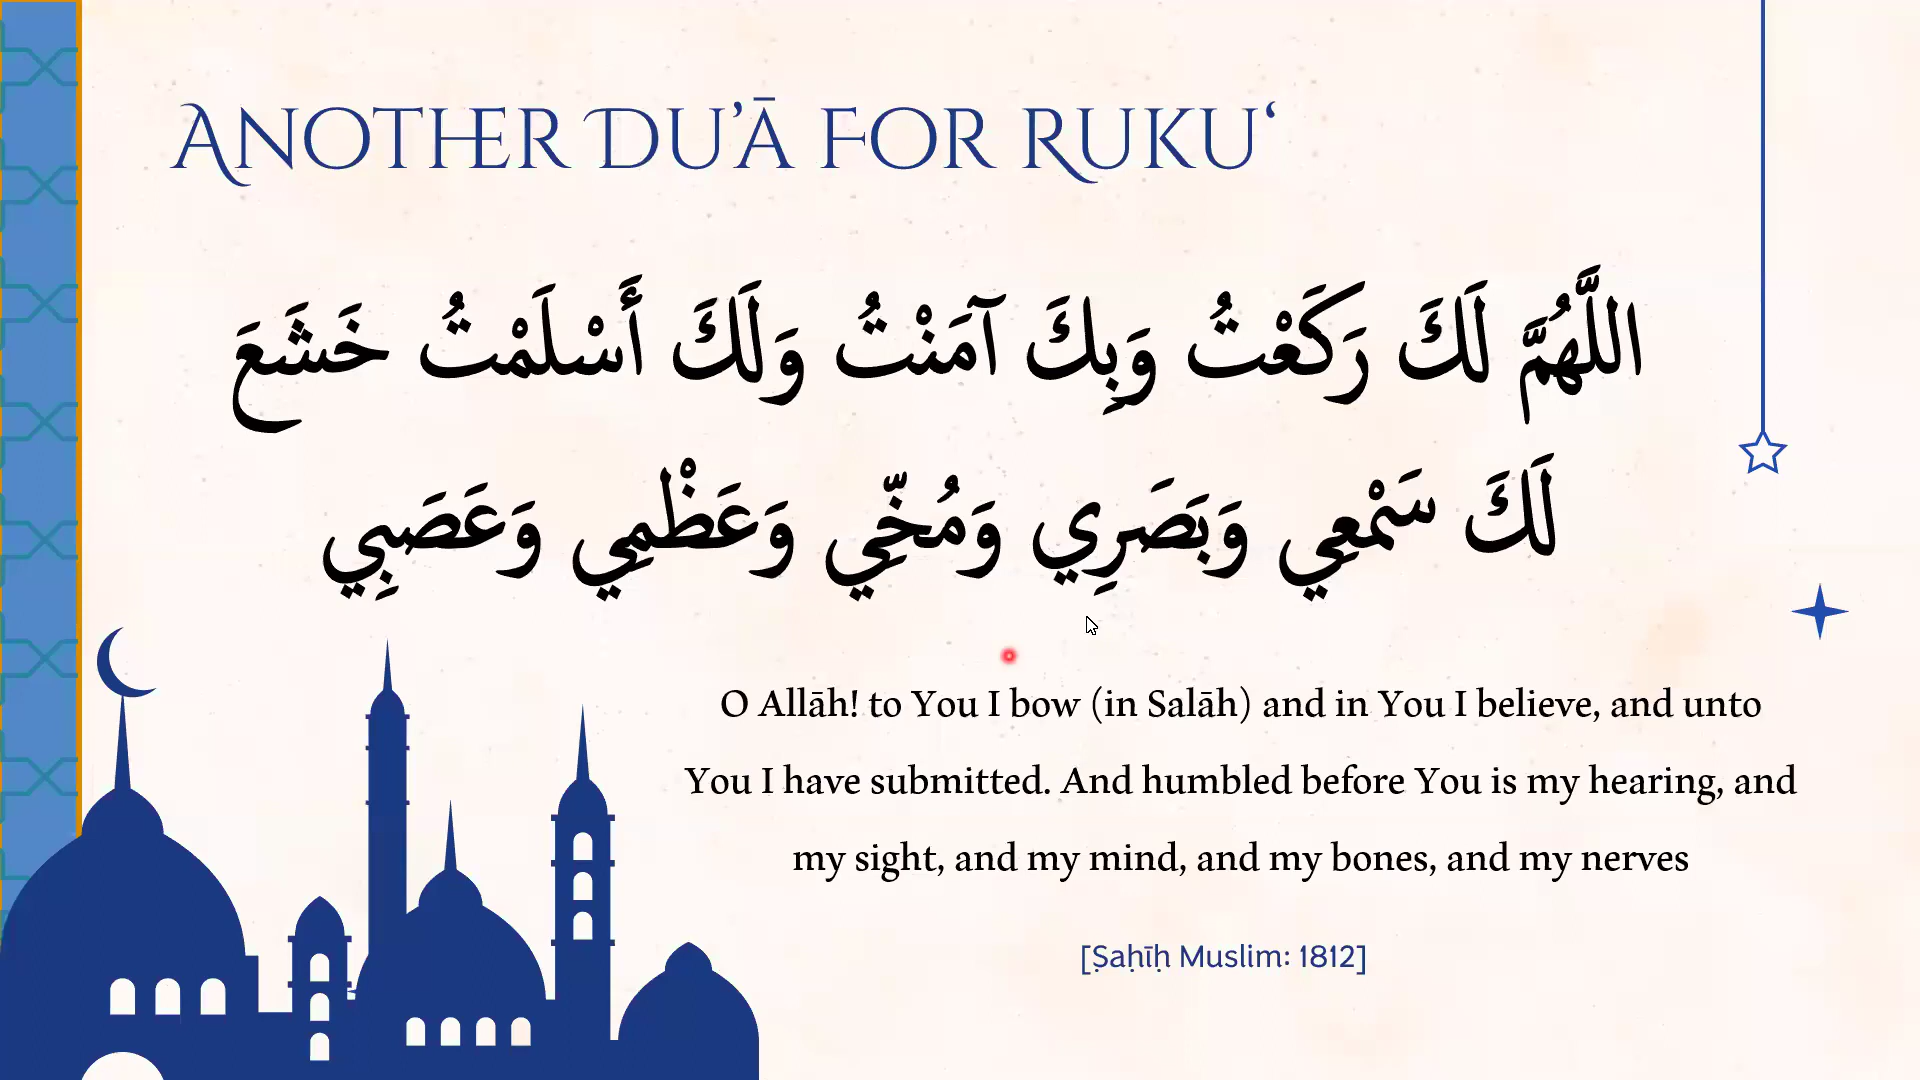 ANOTHER DU’Ā FOR RUKU‘
اللَّهُمَّ لَكَ رَكَعْتُ وَبِكَ آمَنْتُ وَلَكَ أَسْلَمْتُ خَشَعَ
لَكَ سَمْعِي وَبَصَرِي وَمُخِّي وَعَظْمِي وَعَصَبِي
O Allāh! to You I bow (in Salāh) and in You I believe, and unto
You I have submitted. And humbled before You is my hearing, and
my sight, and my mind, and my bones, and my nerves
[Ṣaḥīḥ Muslim: 1812]